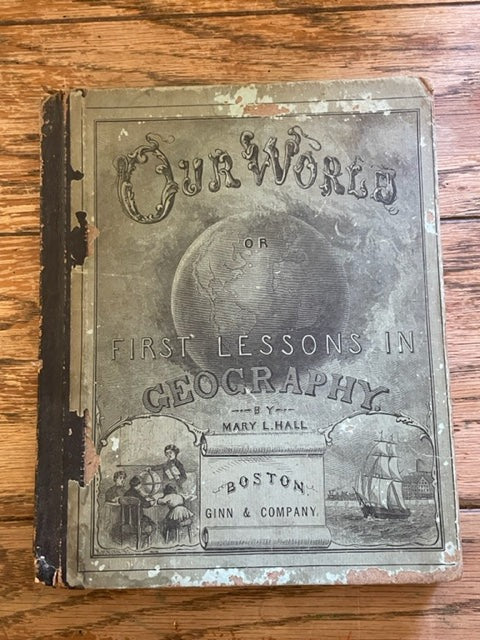 OUR WORLD
OR
FIRST LESSONS IN
GEOGRAPHY
BY
MARY L. HALL
BOSTON
GINN & COMPANY.